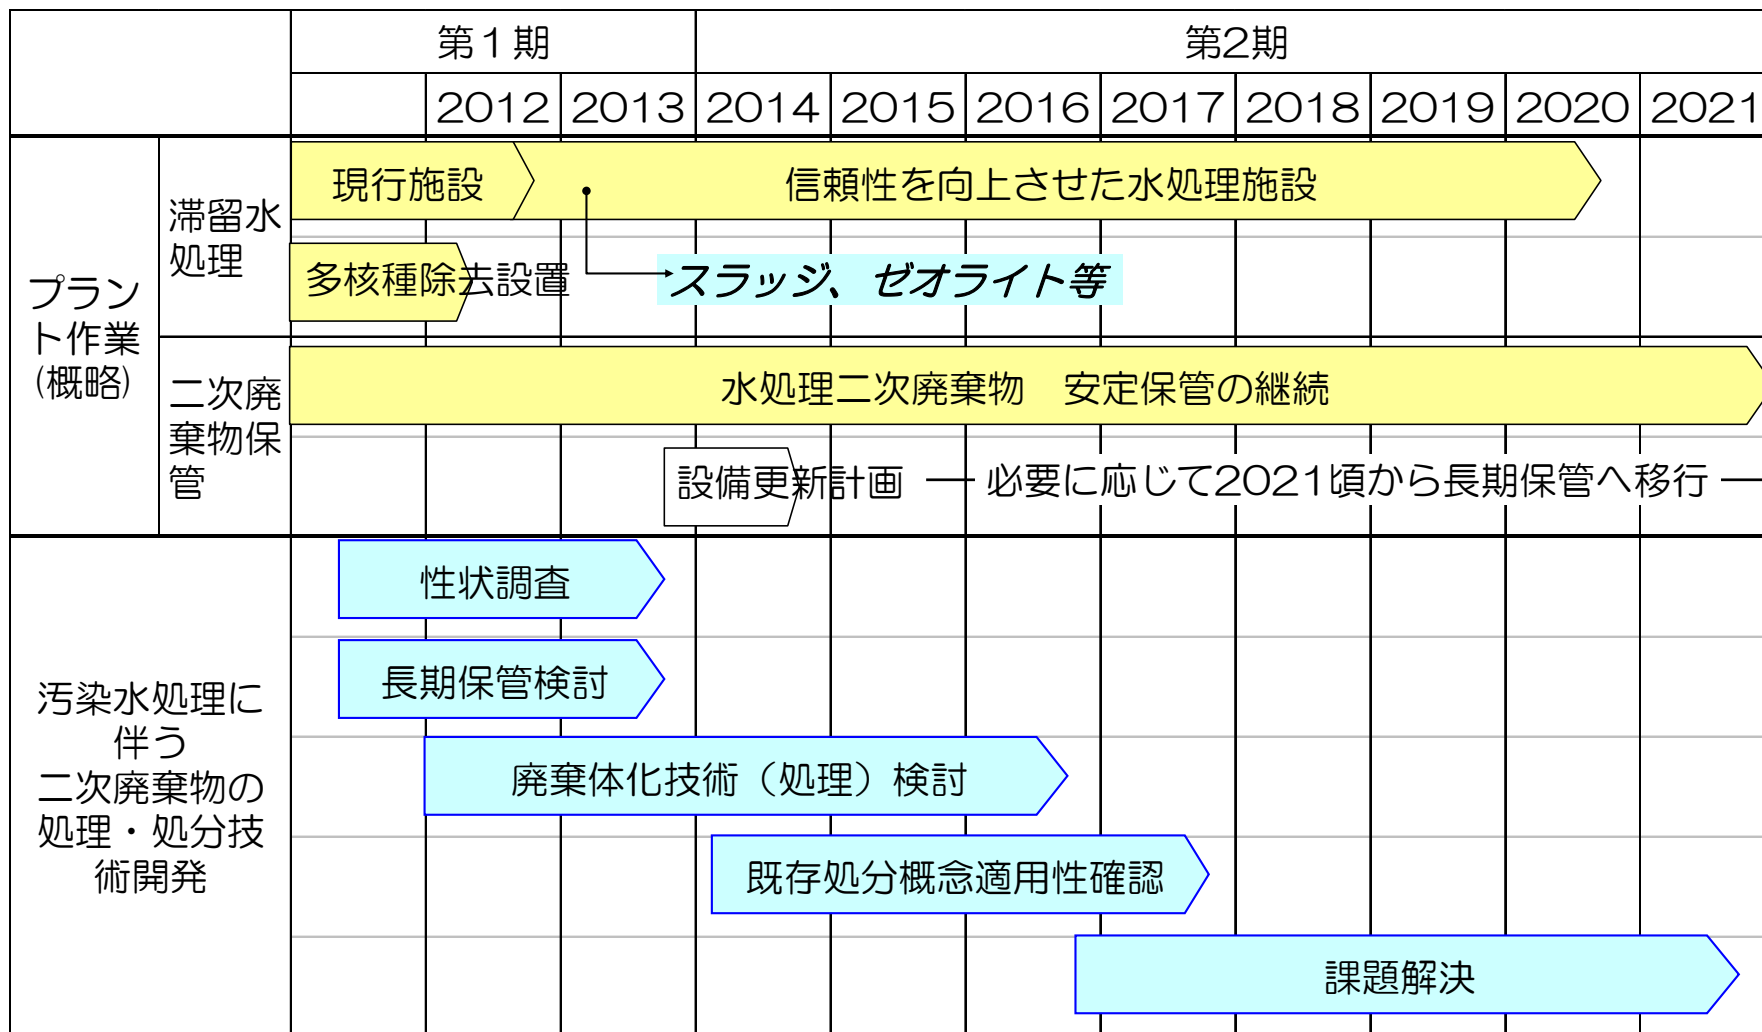 第１期
第2期
2012
2013
2014
2015
2016
2017
2018
2019
2020
2021
プラン
ト作業
(概略)
滞留水
処理
現行施設
信頼性を向上させた水処理施設
多核種除去設置
スラッジ、ゼオライト等
二次廃
棄物保
管
水処理二次廃棄物　安定保管の継続
設備更新計画
必要に応じて2021頃から長期保管へ移行
汚染水処理に
伴う
二次廃棄物の
処理・処分技
術開発
性状調査
長期保管検討
廃棄体化技術（処理）検討
既存処分概念適用性確認
課題解決